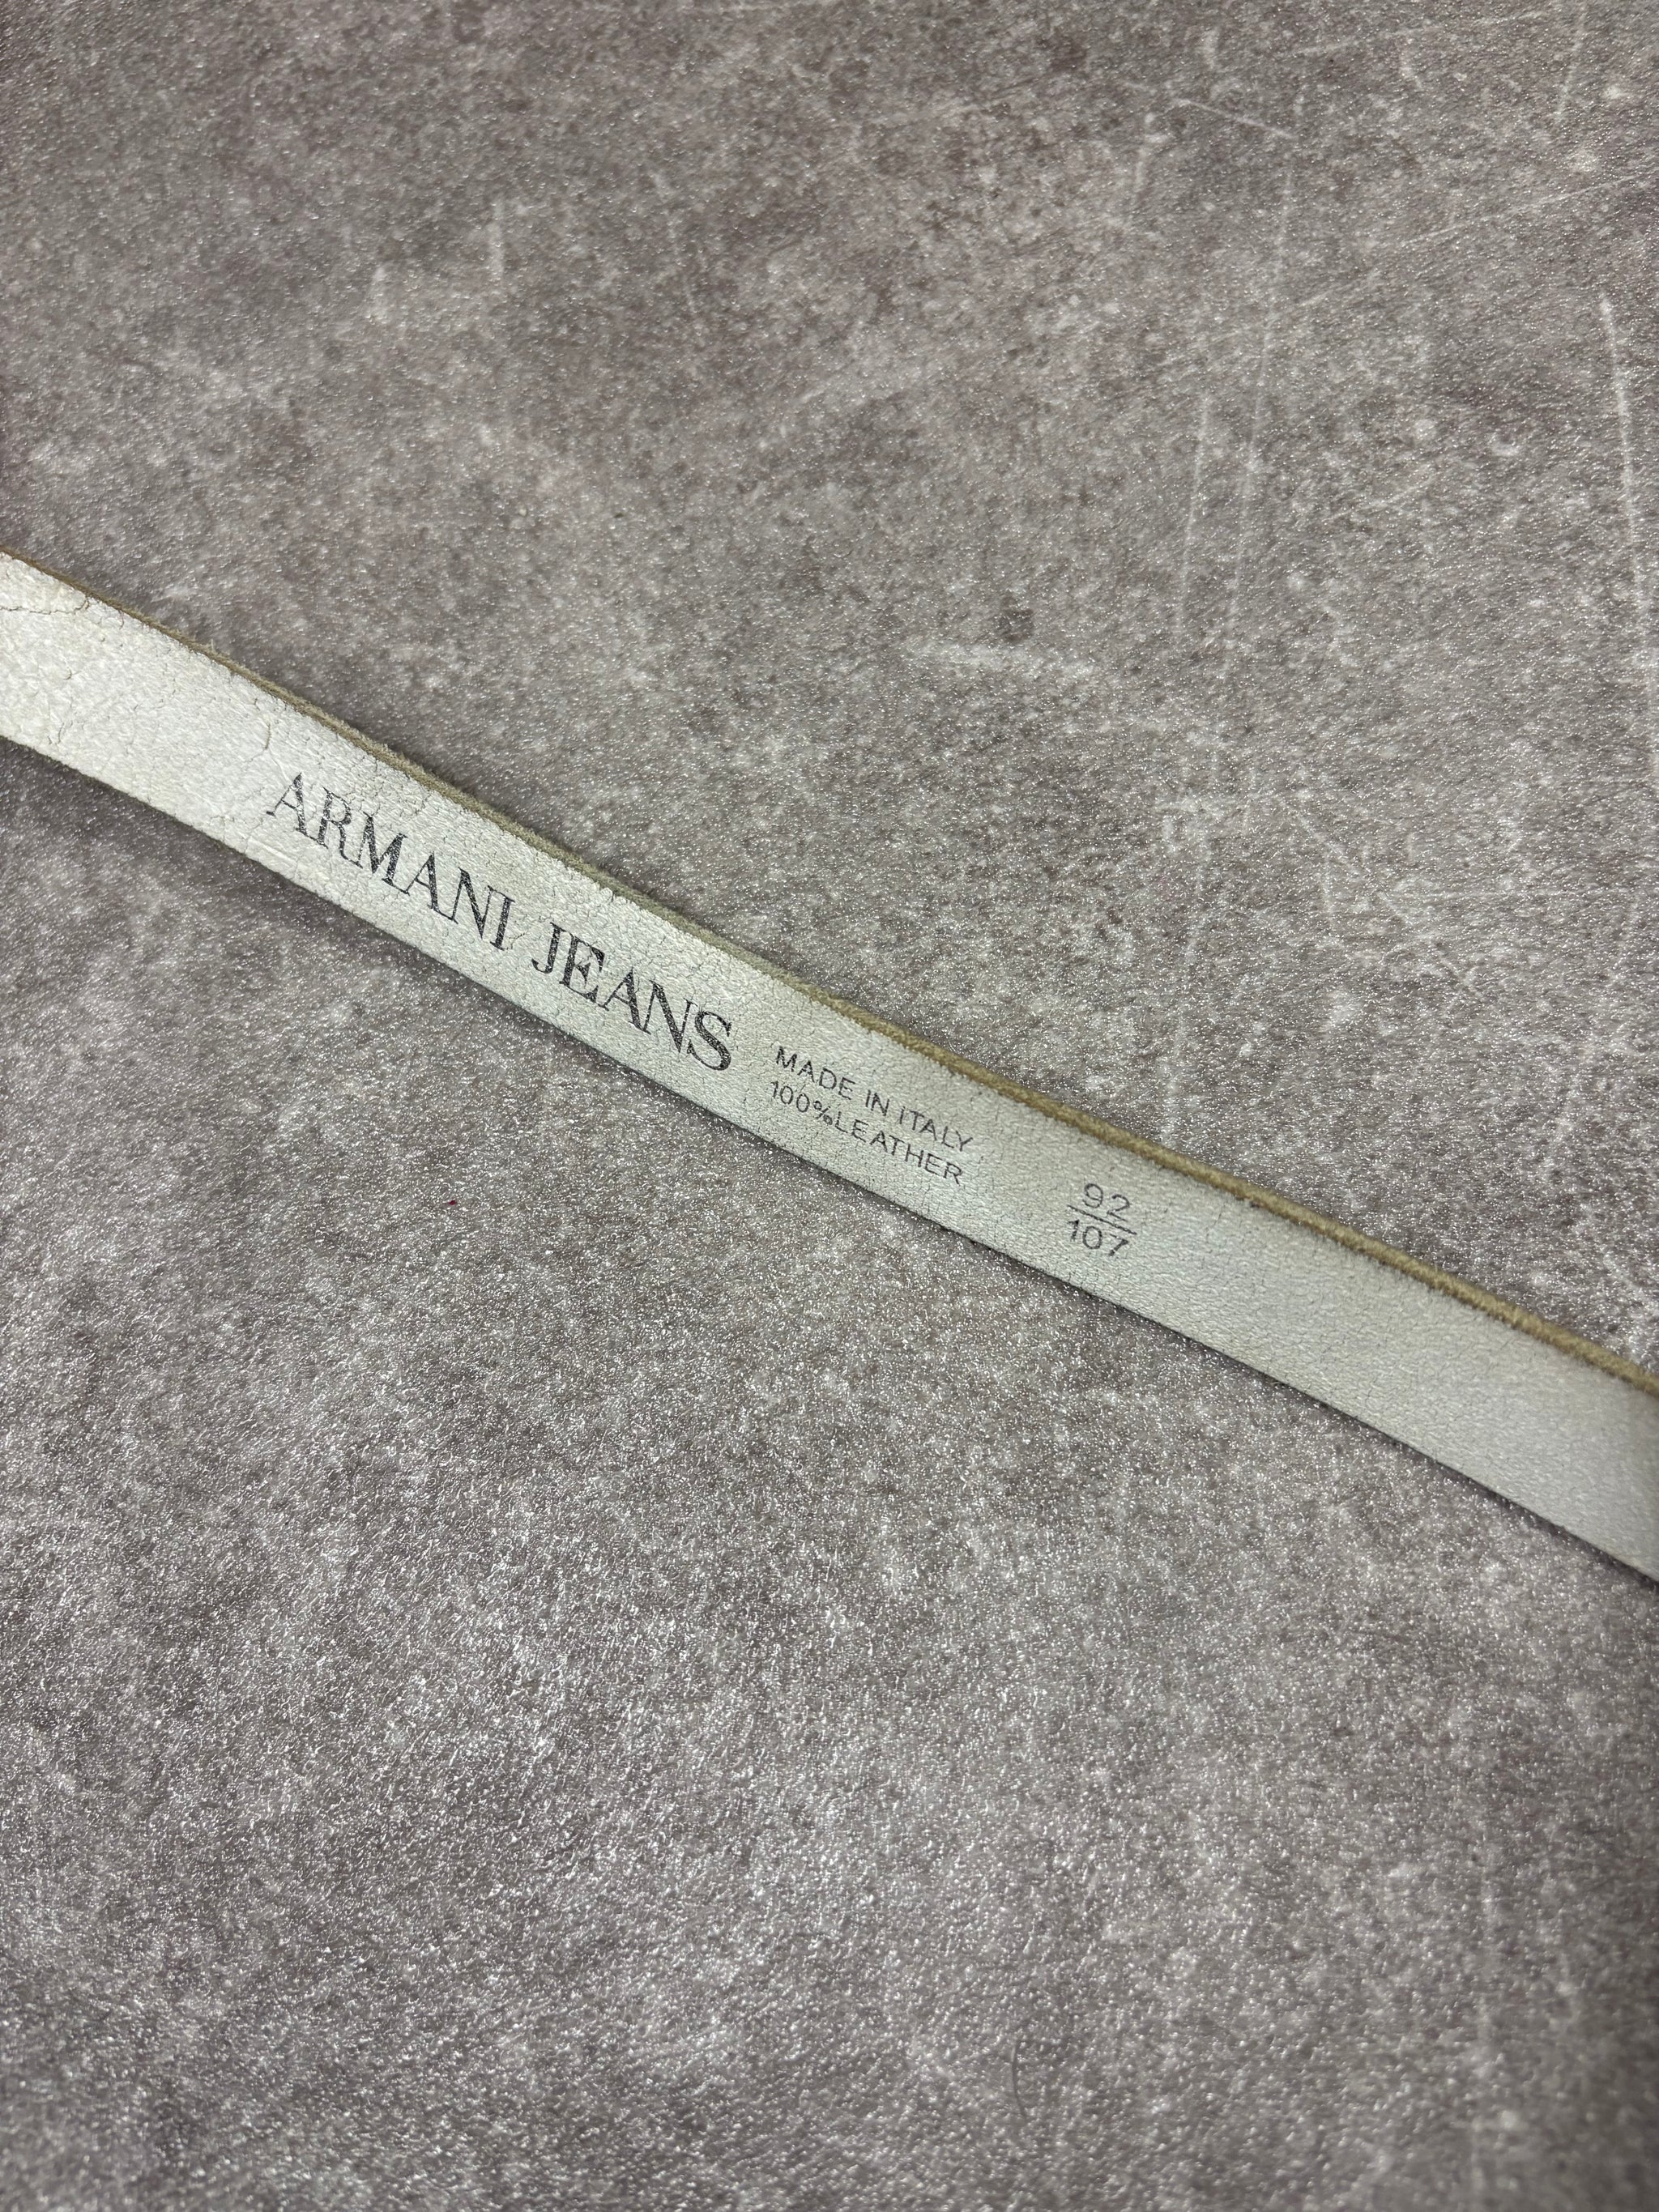 ARMANI JEANS
MADE IN ITALY
100%LEATHER
92
107